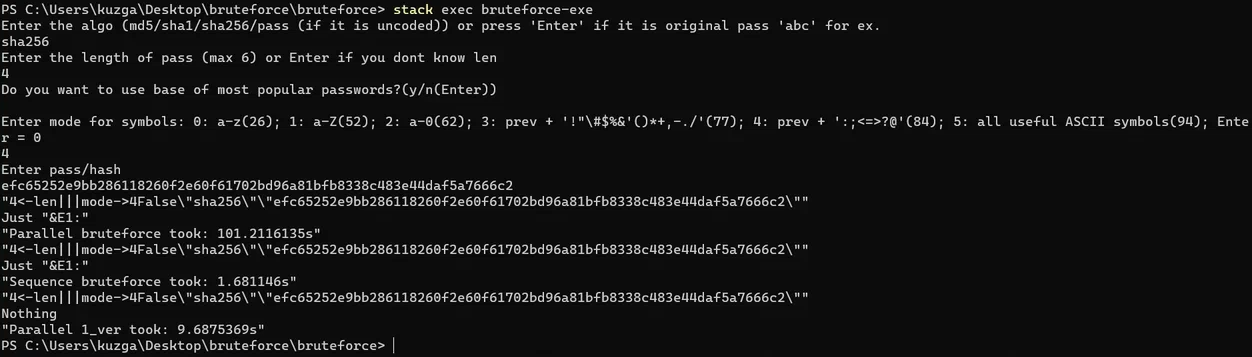 PS C:\Users\kuzga\Desktop\bruteforce\bruteforce> stack exec bruteforce-exe
Enter the algo (md5/sha1/sha256/pass (if it is uncoded)) or press 'Enter' if it is original pass 'abc' for ex.
sha256
Enter the length of pass (max 6) or Enter if you dont know len
4
Do you want to use base of most popular passwords?(y/n(Enter))
Enter mode for symbols: 0: a-z(26); 1: a-Z(52); 2: a-0(62); 3: prev + '!"\#$%&'()*+,-./'(77); 4: prev + ':;<=>?@'(84); 5: all useful ASCII symbols(94); Ente
r = 0
4
Enter pass/hash
efc65252e9bb286118260f2e60f61702bd96a81bfb8338c483e44daf5a7666c2
"4<-len|||mode->4False\"sha256\"\"efc65252e9bb286118260f2e60f61702bd96a81bfb8338c483e44daf5a7666c2\""
Just "&E1:"
"Parallel bruteforce took: 101.2116135s"
"4<-len|||mode->4False\"sha256\"\"efc65252e9bb286118260f2e60f61702bd96a81bfb8338c483e44daf5a7666c2\""
Just "&E1:"
"Sequence bruteforce took: 1.681146s"
"4<-len|||mode->4False\"sha256\"\"efc65252e9bb286118260f2e60f61702bd96a81bfb8338c483e44daf5a7666c2\""
Nothing
"Parallel 1_ver took: 9.6875369s"
PS C:\Users\kuzga\Desktop\bruteforce\bruteforce>